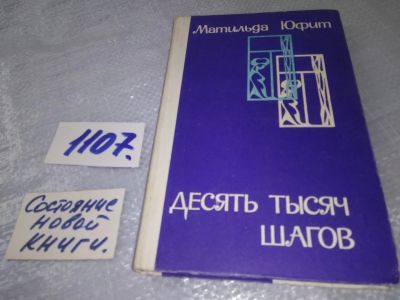 Матильда Юфит
1107.
Состояние
новой
книги.
ДЕСЯТЬ ТЫСЯЧ
ШАГОВ